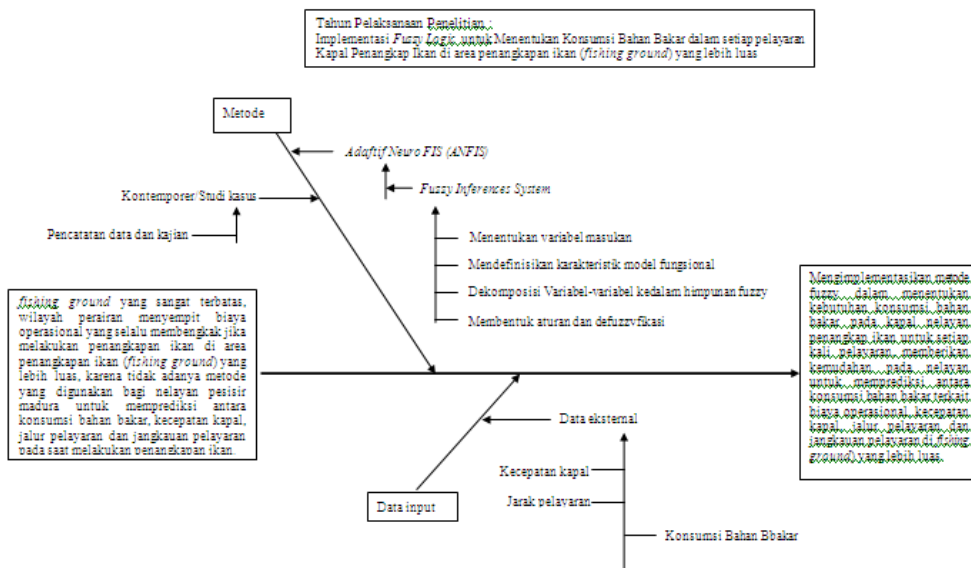 Tahun Pelaksanaan Penelitian :
Implementasi Fuzzy Logic untuk Menentukan Konsumsi Bahan Bakar dalam setiap pelayaran
Kapal Penangkap Ikan di area penangkapan ikan (fishing ground) yang lebih luas
Metode
Adaftif Neuro FIS (ANFIS)
Fuzzy Inferences System
Kontemporer/Studi kasus
Pencatatan data dan kajian
Menentukan variabel masukan
Mendefinisikan karakteristik model fungsional
Dekomposisi Variabel-variabel kedalam himpunan fuzzy
Membentuk aturan dan defuzzyfikasi
fishing ground yang sangat terbatas,
wilayah perairan menyempit biaya
operasional yang selalu membengkak jika
melakukan penangkapan ikan di area
penangkapan ikan (fishing ground) yang
lebih luas, karena tidak adanya metode
yang digunakan bagi nelayan pesisir
madura untuk memprediksi antara
konsumsi bahan bakar, kecepatan kapal,
jalur pelayaran dan jangkauan pelayaran
pada saat melakukan penangkapan ikan.
Mengimplementasikan metode
fuzzy dalam menentukan
kebutuhan konsumsi bahan
bakar pada kapal nelayan
penangkap ikan untuk setiap
kali pelayaran memberikan
kemudahan pada nelayan
untuk memprediksi antara
konsumsi bahan bakar terkait
biaya operasional, kecepatan
kapal, jalur pelayaran dan
jangkauan pelayaran di fishing
ground) yang lebih luas.
Data eksternal
Kecepatan kapal
Jarak pelayaran
Data input
Konsumsi Bahan Bbakar